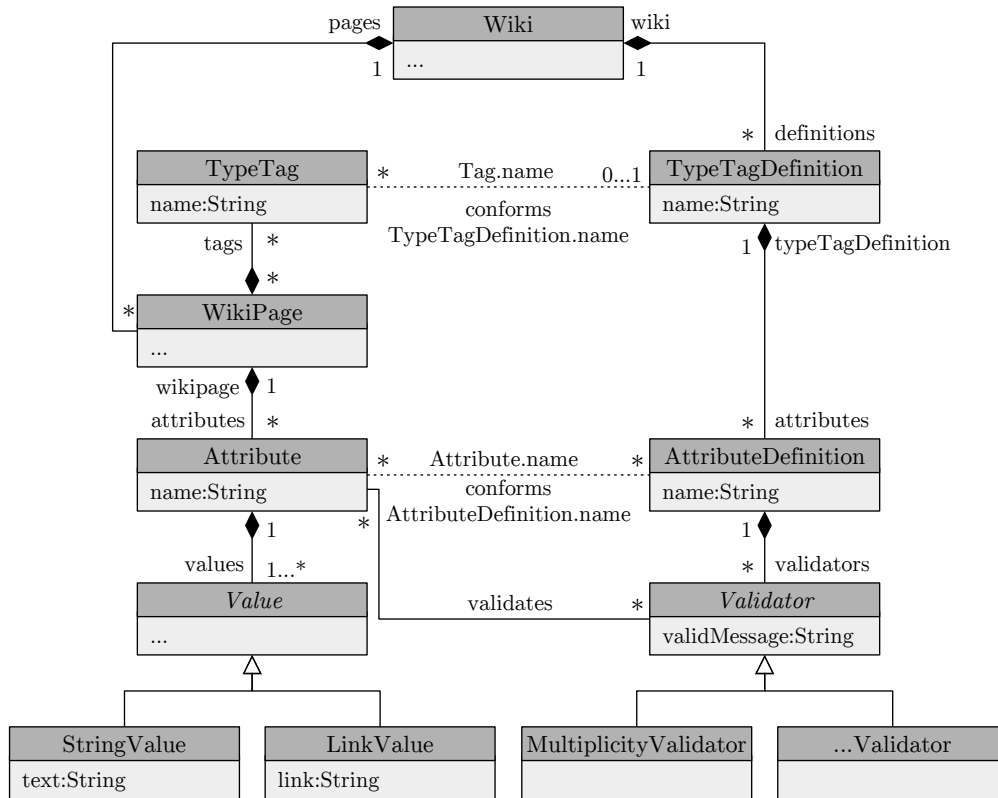 pages
Wiki
wiki
1
...
1
* definitions
TypeTag
* Tag.name 0...1
TypeTagDefinition
name:String
conforms
TypeTagDefinition.name
name:String
tags *
1 typeTagDefinition
*
*
WikiPage
...
wikipage 1
attributes *
* attributes
Attribute
* Attribute.name *
AttributeDefinition
name:String
conforms
AttributeDefinition.name
name:String
*
1
1
values 1...*
* validators
Value
...
validates *
Validator
validMessage:String
StringValue
text:String
LinkValue
link:String
MultiplicityValidator
...Validator